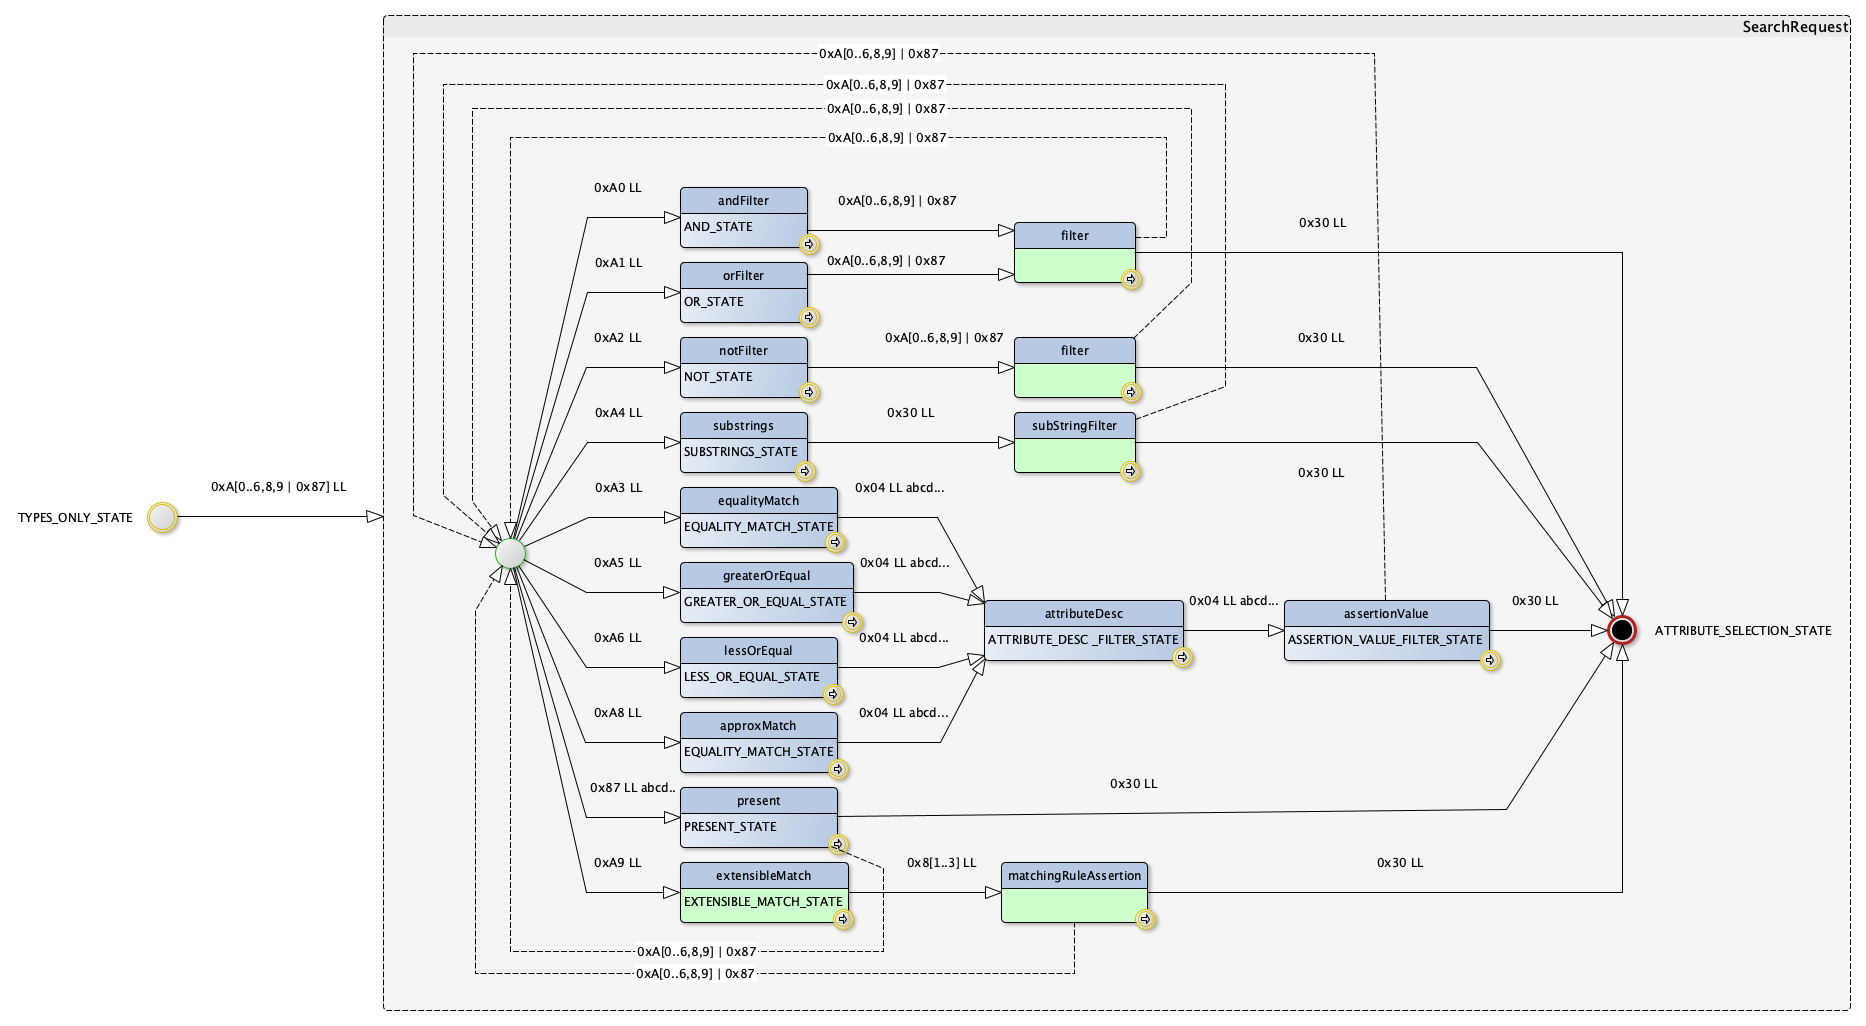 SearchRequest
0xA[0..6,8,9] | 0x87
0xA[0..6,8,9] | 0x87
0xA[0..6,8,9] | 0x87
0xA[0..6,8,9] | 0x87
0xA0 LL
andFilter
AND_STATE
0xA[0..6,8,9] | 0x87
filter
0x30 LL
0xA1 LL
orFilter
OR_STATE
0xA[0..6,8,9] | 0x87
0xA2 LL
notFilter
NOT_STATE
0xA[0..6,8,9] | 0x87
filter
0x30 LL
0xA4 LL
substrings
SUBSTRINGS_STATE
0x30 LL
subStringFilter
0x30 LL
TYPES_ONLY_STATE
0xA[0..6,8,9 | 0x87] LL
0xA3 LL
equalityMatch
EQUALITY_MATCH_STATE
0x04 LL abcd...
0xA5 LL
greaterOrEqual
GREATER_OR_EQUAL_STATE
0x04 LL abcd...
attributeDesc
ATTRIBUTE_DESC _FILTER_STATE
0x04 LL abcd...
assertionValue
ASSERTION_VALUE_FILTER_STATE
0x30 LL
ATTRIBUTE_SELECTION_STATE
0xA6 LL
lessOrEqual
LESS_OR_EQUAL_STATE
0x04 LL abcd...
0xA8 LL
approxMatch
EQUALITY_MATCH_STATE
0x04 LL abcd...
0x87 LL abcd..
present
PRESENT_STATE
0x30 LL
0xA9 LL
extensibleMatch
EXTENSIBLE_MATCH_STATE
0x8[1..3] LL
matchingRuleAssertion
0x30 LL
0xA[0..6,8,9] | 0x87
0xA[0..6,8,9] | 0x87